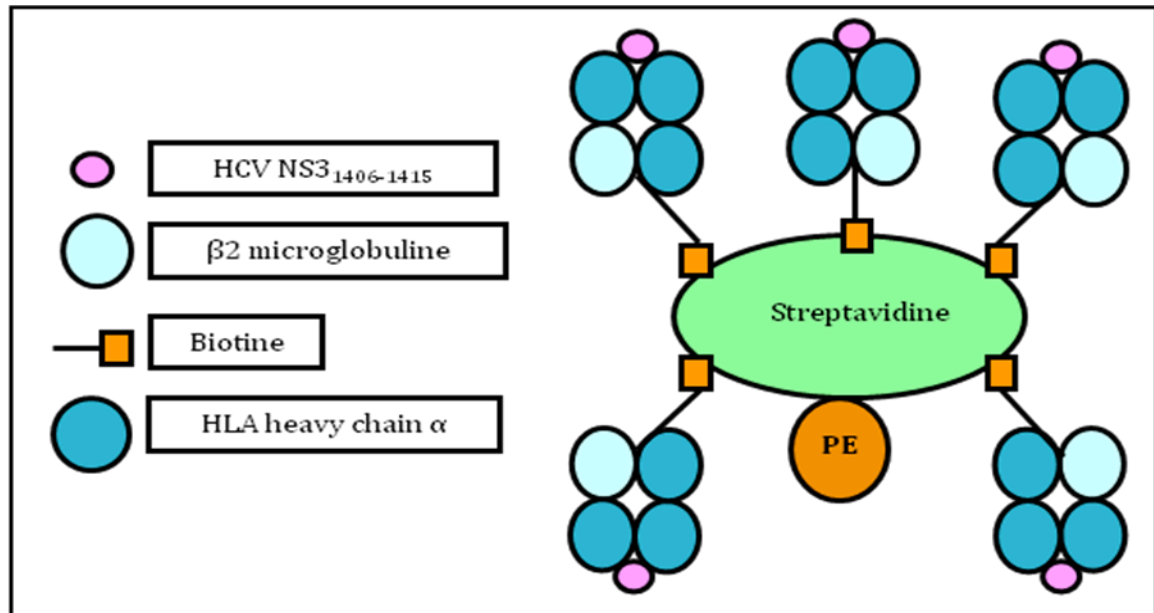 HCV NS3₁₄₀₆₋₁₄₁₅
β2 microglobuline
Biotine
HLA heavy chain α
Streptavidine
PE